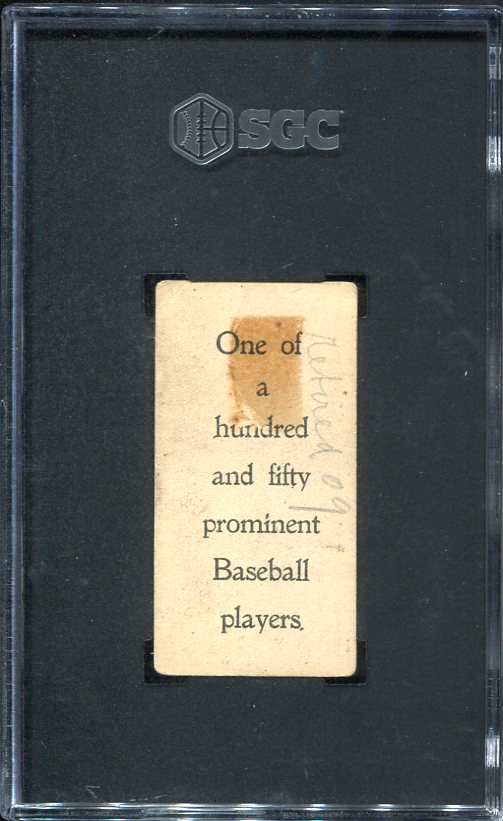 SGC
One of
a
hundred
and fifty
prominent
Baseball
players.
Retired 09